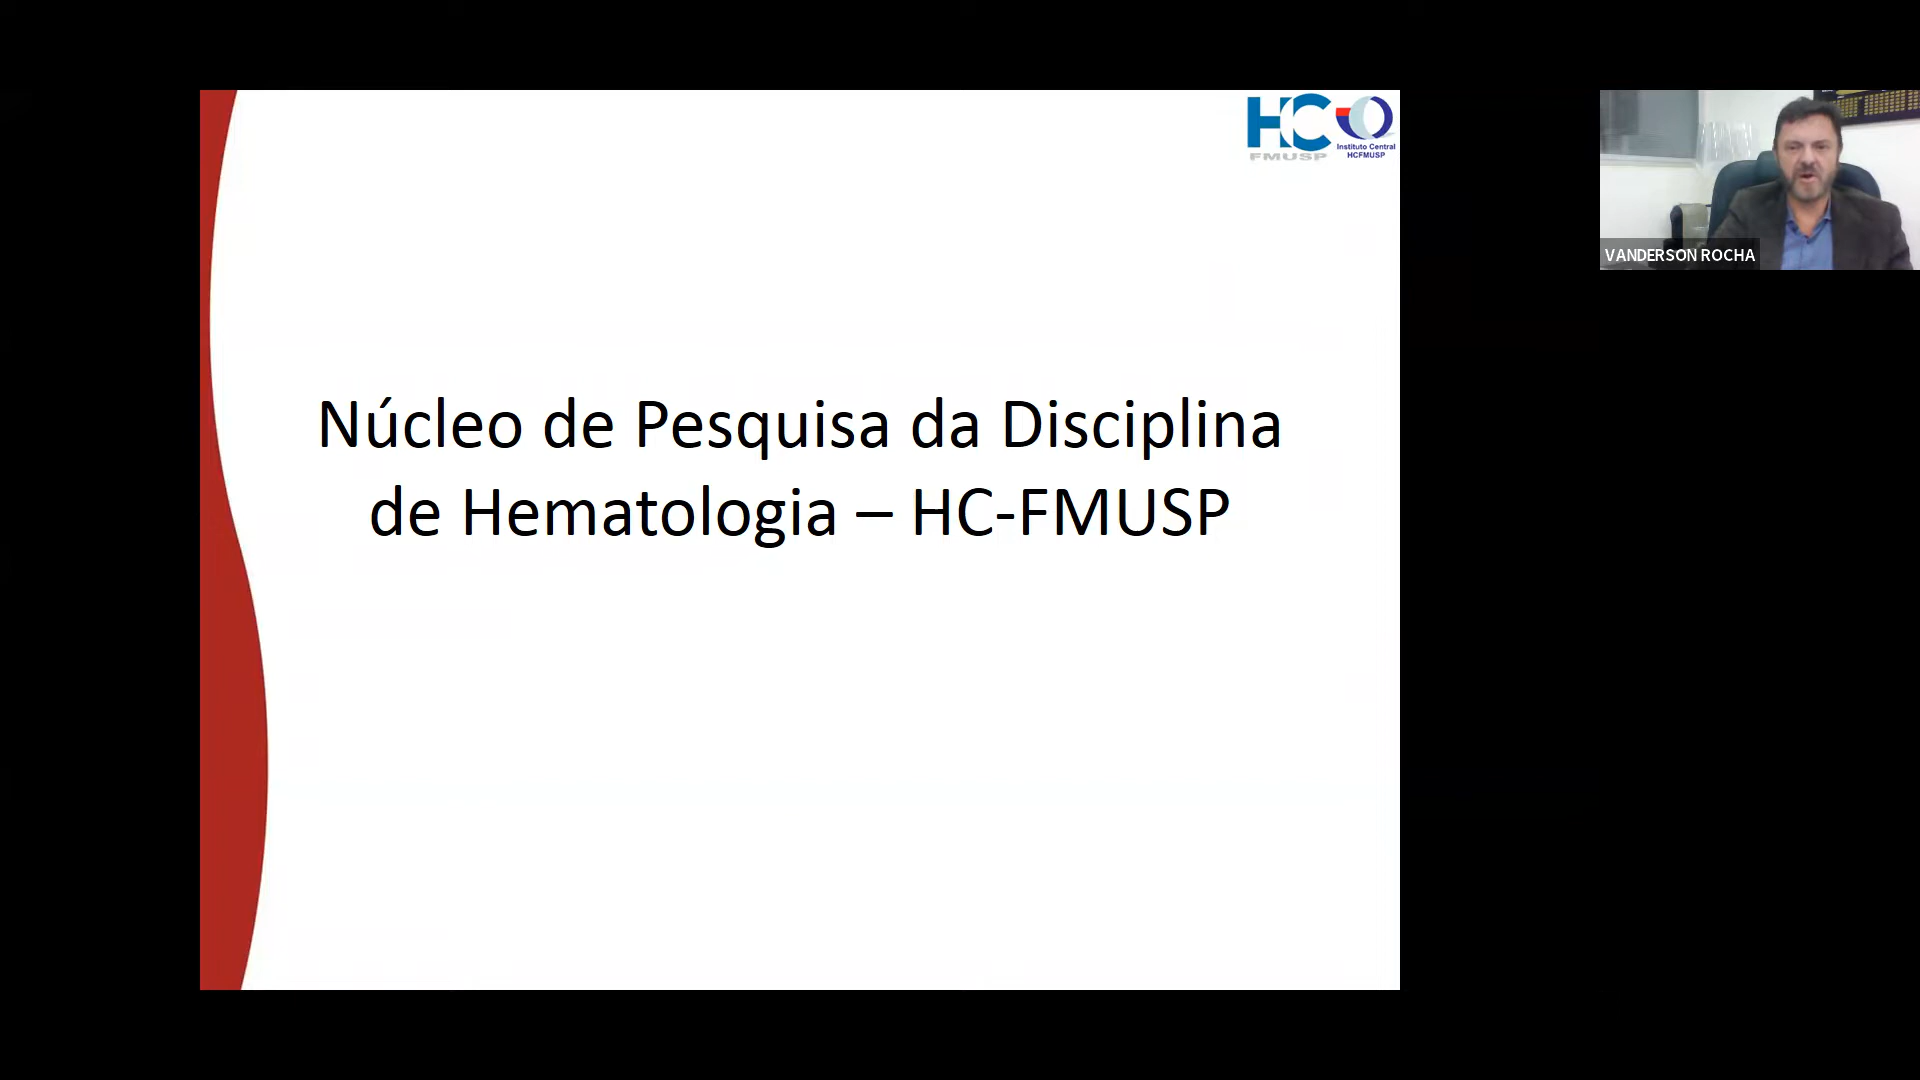 HC
FMUSP
Instituto Central
HCFMUSP
Núcleo de Pesquisa da Disciplina
de Hematologia – HC-FMUSP
VANDERSON ROCHA